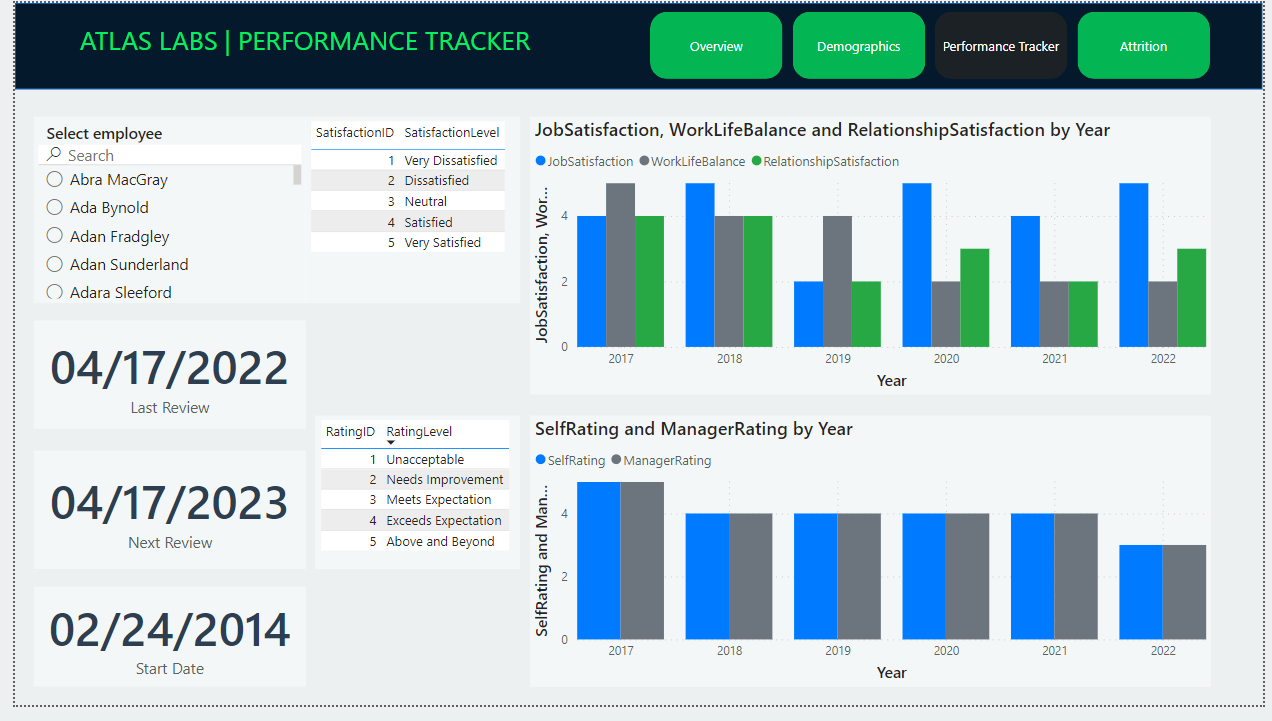 ATLAS LABS | PERFORMANCE TRACKER
Overview
Demographics
Performance Tracker
Attrition
Select employee
Search
Abra MacGray
Ada Bynold
Adan Fradgley
Adan Sunderland
Adara Sleeford
SatisfactionID SatisfactionLevel
1 Very Dissatisfied
2 Dissatisfied
3 Neutral
4 Satisfied
5 Very Satisfied
JobSatisfaction, WorkLifeBalance and RelationshipSatisfaction by Year
JobSatisfaction WorkLifeBalance RelationshipSatisfaction
JobSatisfaction, Wor...
4
2
0
2017 2018 2019 2020 2021 2022
Year
04/17/2022
Last Review
04/17/2023
Next Review
02/24/2014
Start Date
RatingID RatingLevel
1 Unacceptable
2 Needs Improvement
3 Meets Expectation
4 Exceeds Expectation
5 Above and Beyond
SelfRating and ManagerRating by Year
SelfRating ManagerRating
SelfRating and Man...
4
2
0
2017 2018 2019 2020 2021 2022
Year